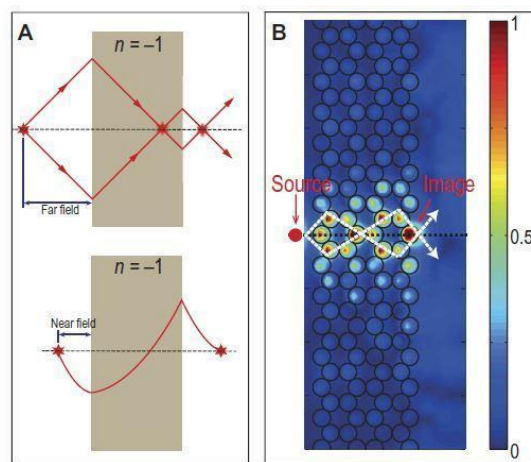 A
n = –1
Far field
n = –1
Near field
B
Source
Image
1
0.5
0